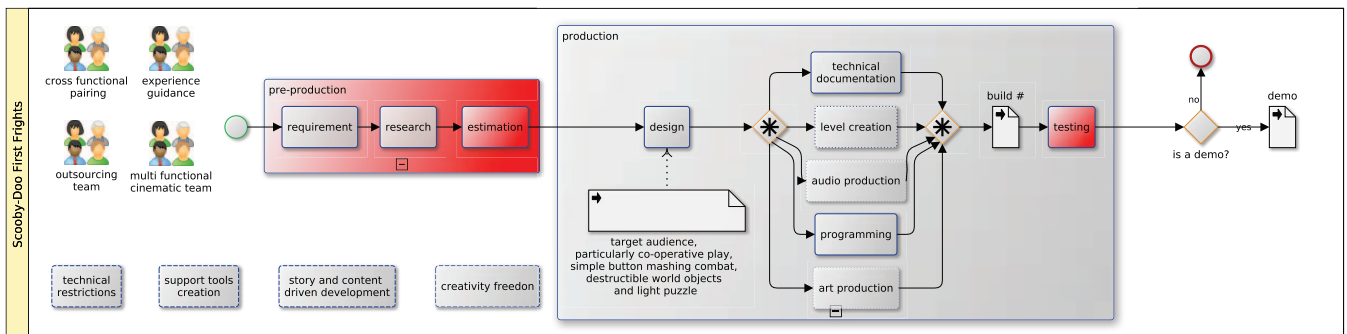 Scooby-Doo First Frights
cross functional
pairing
experience
guidance
outsourcing
team
multi functional
cinematic team
pre-production
requirement
research
estimation
production
design
target audience,
particularly co-operative play,
simple button mashing combat,
destructible world objects
and light puzzle
technical
documentation
level creation
audio production
programming
art production
build #
testing
no
yes
is a demo?
demo
technical
restrictions
support tools
creation
story and content
driven development
creativity freedon